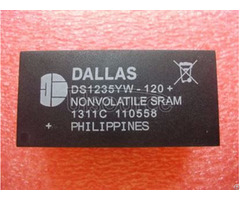 DALLAS
DS1235YW-120+
NONVOLATILE SRAM
1311C 110558
PHILIPPINES